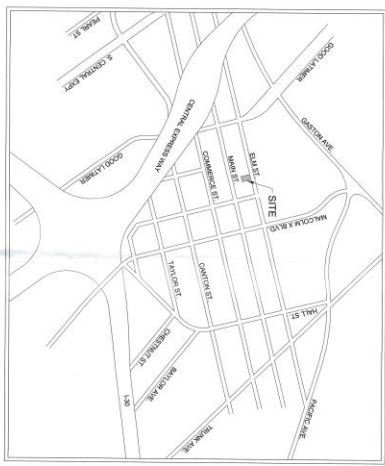 PEARL ST.
S. CENTRAL EXPY
GOOD LATIMER
GASTON AVE.
CENTRAL EXPRESS WAY
ELM ST.
MAIN ST.
COMMERCE ST.
SITE
GOOD LATIMER
MALCOLM X BLVD
CANTON ST.
TAYLOR ST.
HALL ST.
CHESTNUT ST.
BAYLOR AVE.
I-30
TRUNK AVE.
PACIFIC AVE.